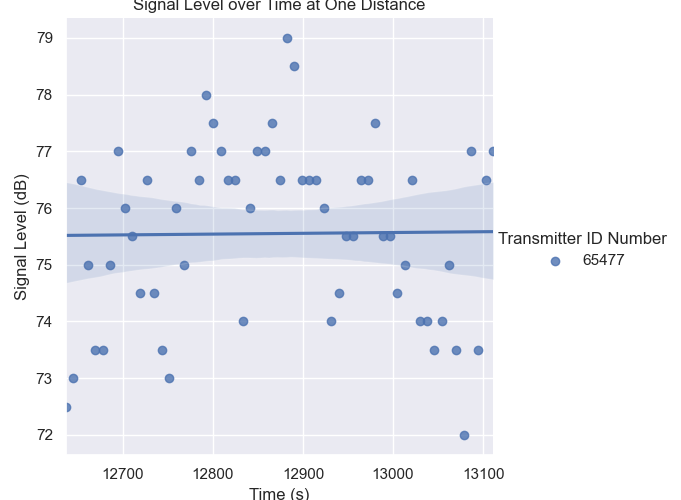 Signal Level over Time at One Distance
79
78
77
76
75
74
73
72
Signal Level (dB)
12700 12800 12900 13000 13100
Time (s)
Transmitter ID Number
65477